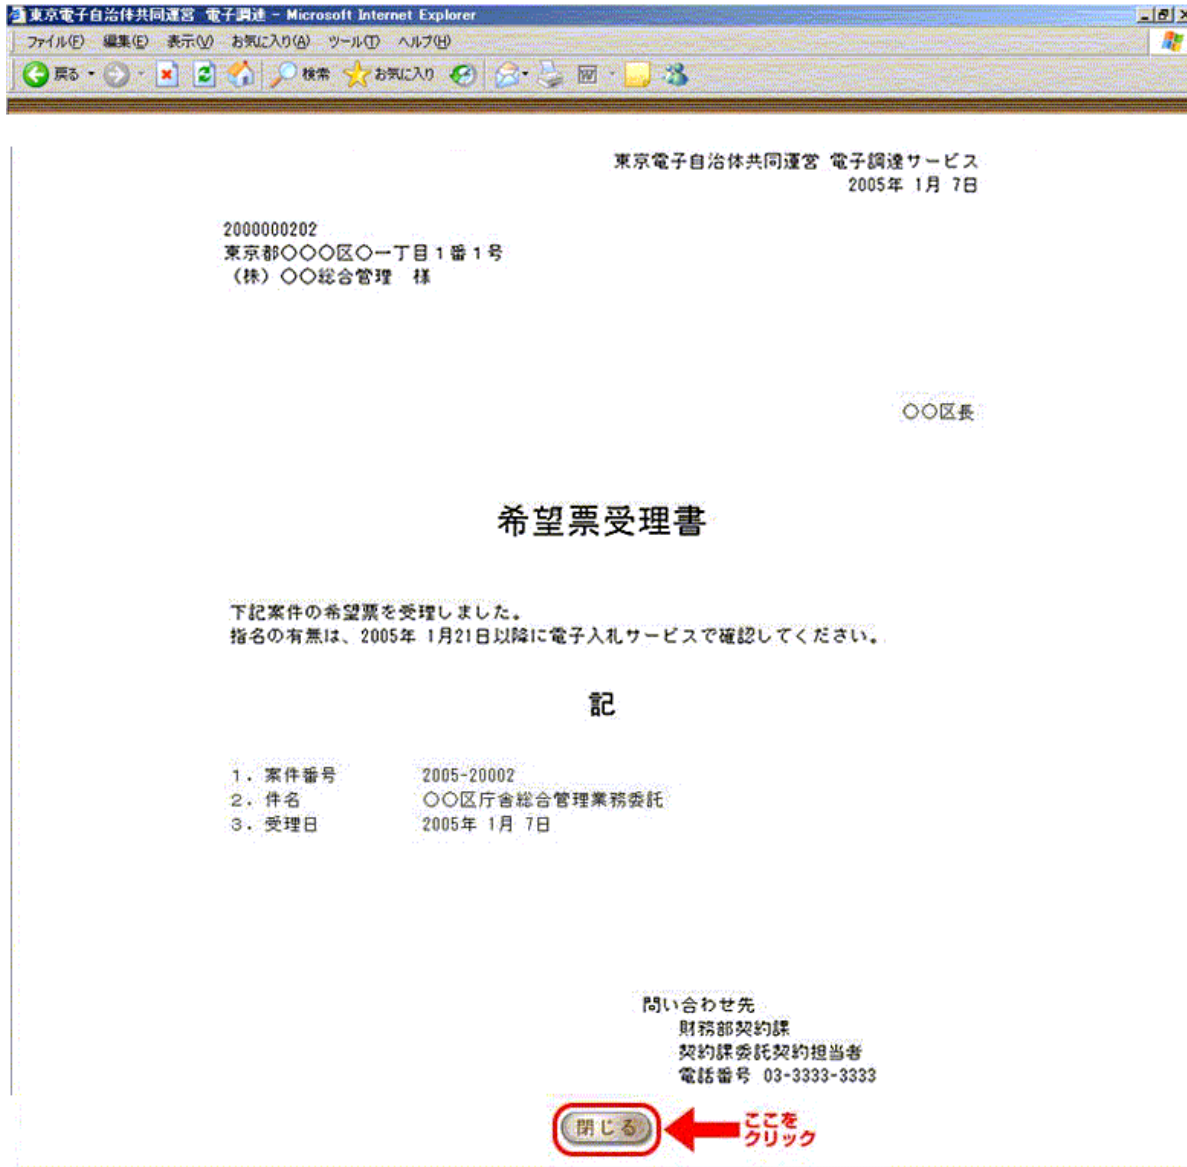 東京電子自治体共同運営 電子調達 - Microsoft Internet Explorer
ファイル(F) 編集(E) 表示(V) お気に入り(A) ツール(T) ヘルプ(H)
戻る 検索 お気に入り
東京電子自治体共同運営 電子調達サービス
2005年 1月 7日
2000000202
東京都〇〇〇区〇一丁目1番1号
（株）〇〇総合管理 様
〇〇区長
希望票受理書
下記案件の希望票を受理しました。
指名の有無は、2005年 1月21日以降に電子入札サービスで確認してください。
記
1．案件番号 2005-20002
2．件名 〇〇区庁舎総合管理業務委託
3．受理日 2005年 1月 7日
問い合わせ先
財務部契約課
契約課委託契約担当者
電話番号 03-3333-3333
閉じる
ここを
クリック